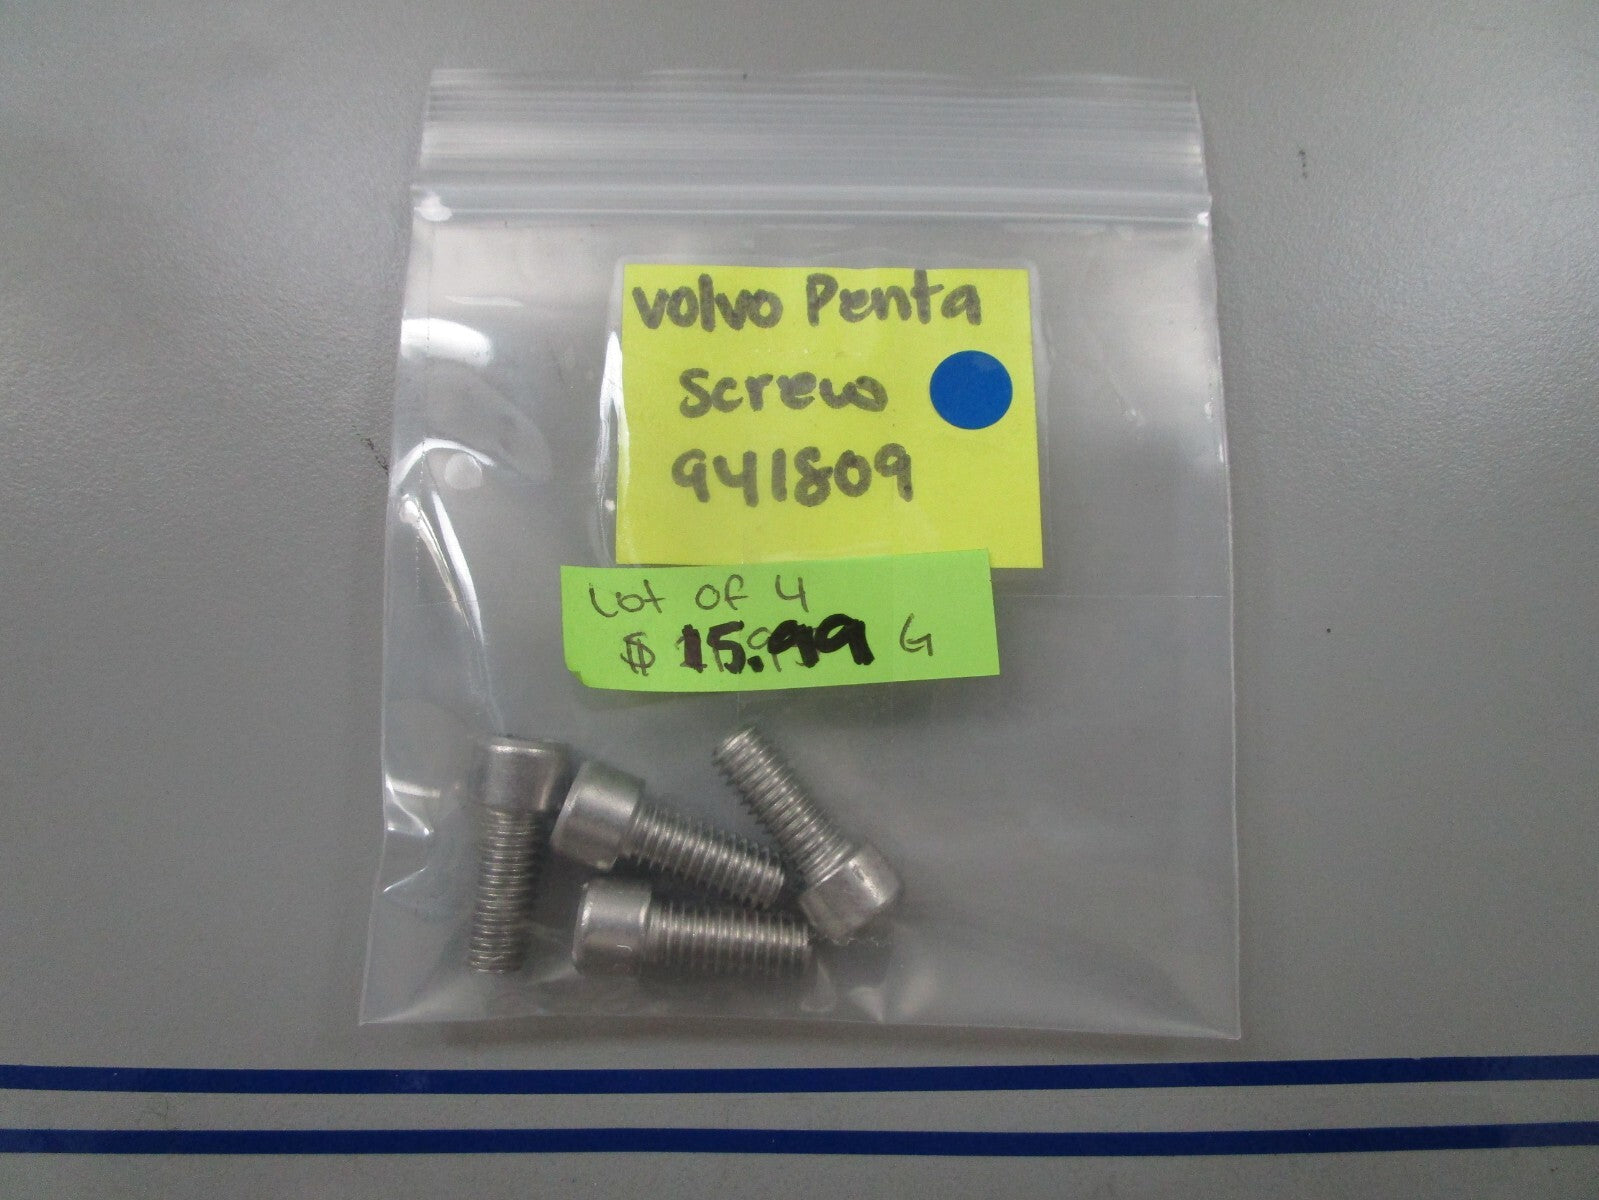 Volvo Penta
Screw
941809
Lot of 4
$ 15.99 G